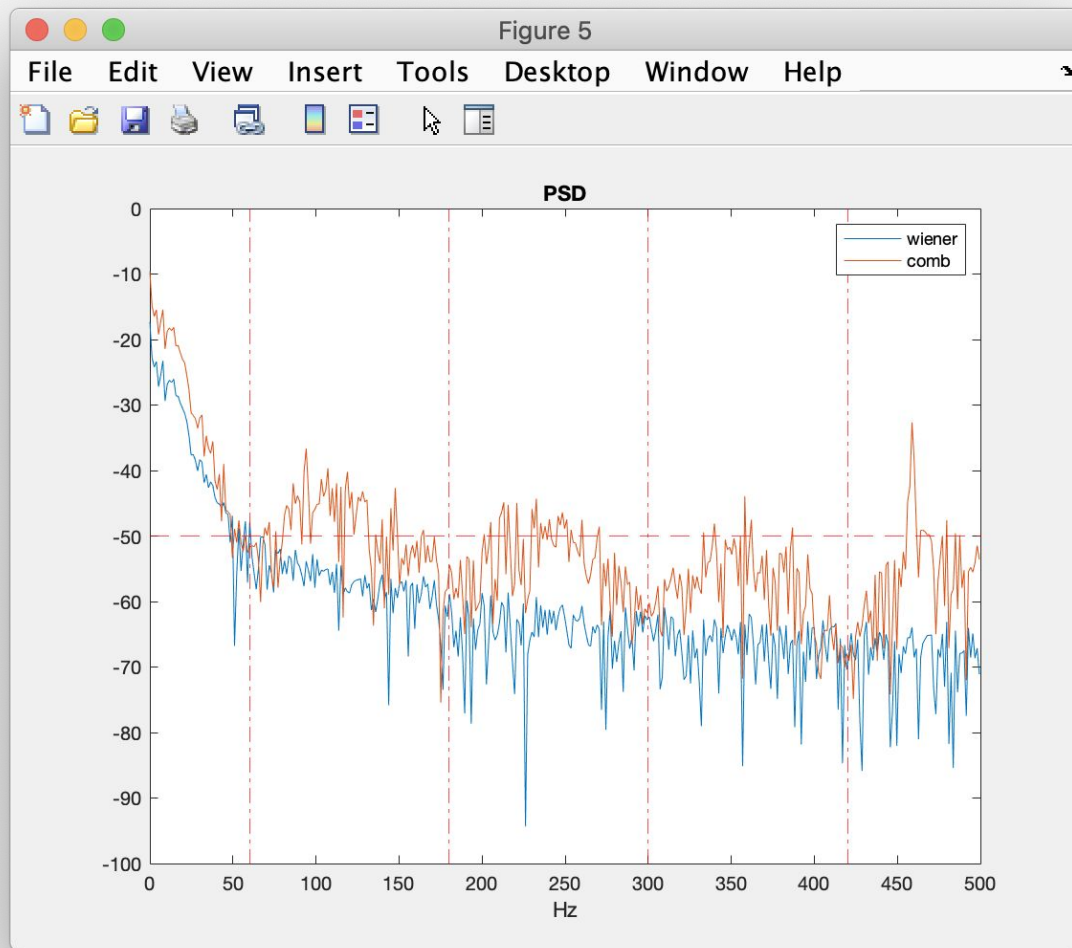 Figure 5
File Edit View Insert Tools Desktop Window Help
PSD
wiener
comb
0
-10
-20
-30
-40
-50
-60
-70
-80
-90
-100
0 50 100 150 200 250 300 350 400 450 500
Hz